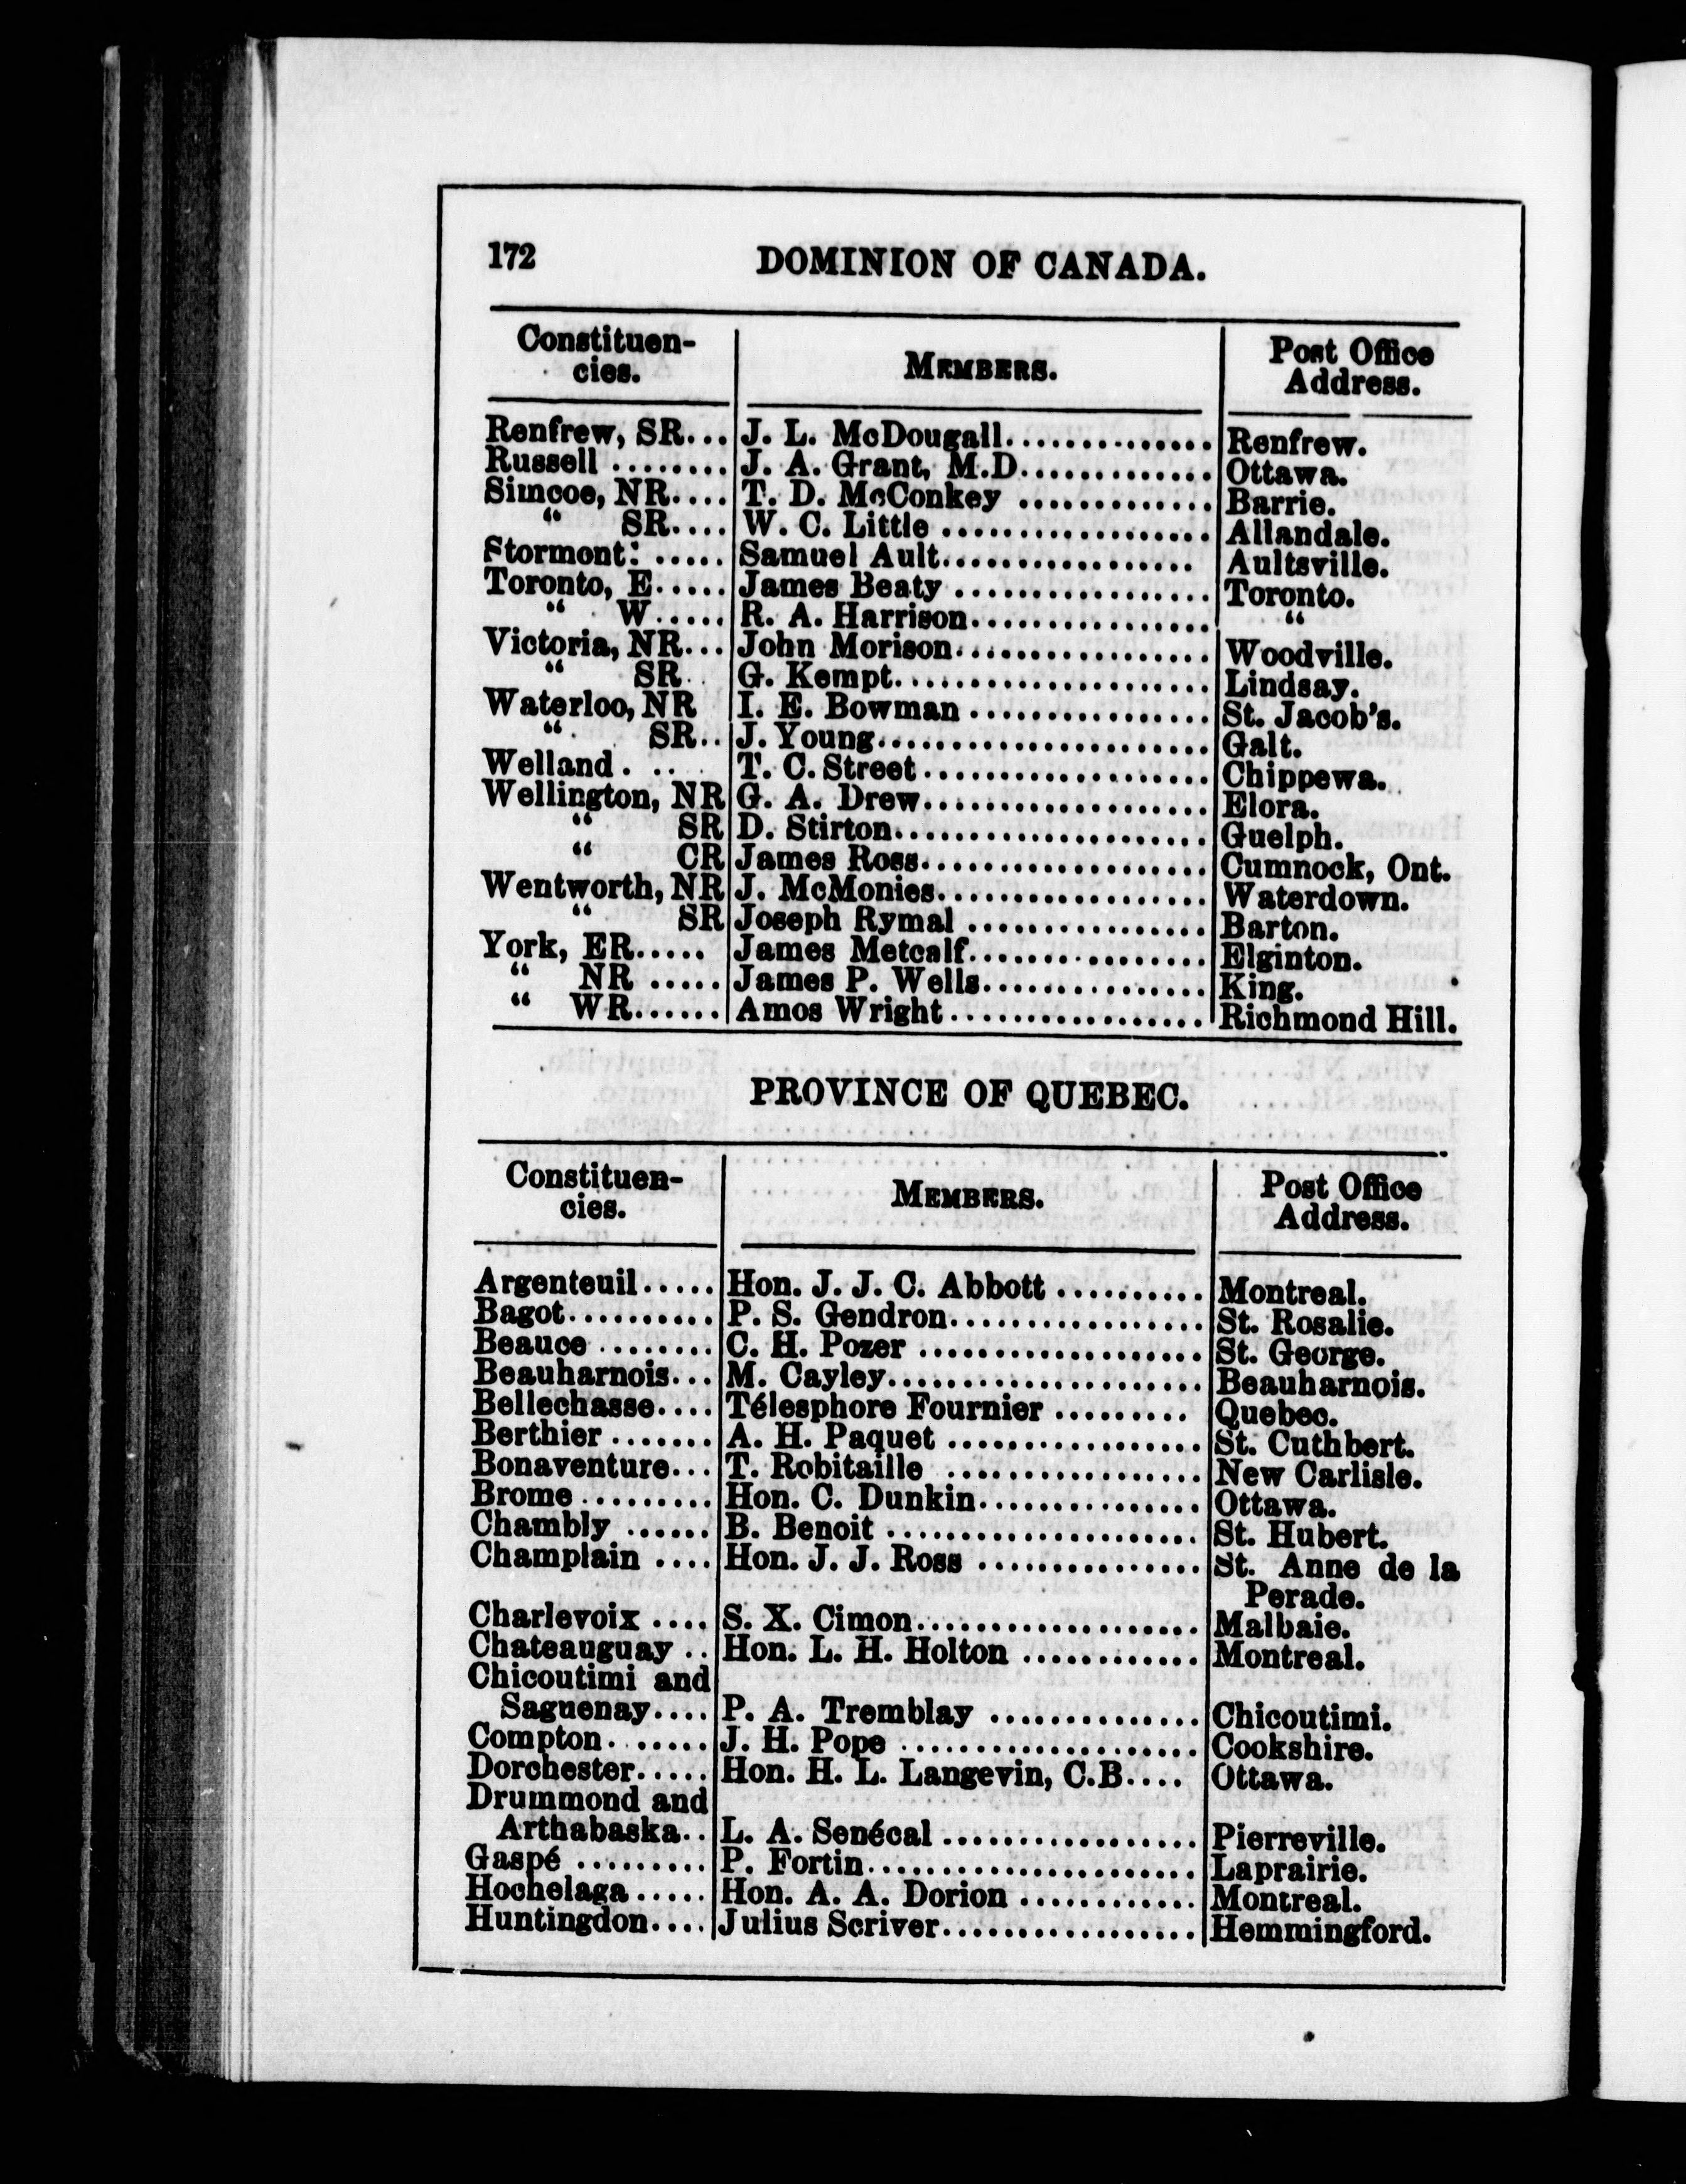 172 DOMINION OF CANADA.
Constituen- MEMBERS. Post Office
cies. Address.
Renfrew, SR... J. L. McDougall.............. Renfrew.
Russell ........ J. A. Grant, M.D............. Ottawa.
Simcoe, NR.... T. D. McConkey ............. Barrie.
“ SR.... W. C. Little .................. Allandale.
Stormont: ..... Samuel Ault................. Aultsville.
Toronto, E..... James Beaty ................. Toronto.
“ W..... R. A. Harrison................ “
Victoria, NR... John Morison................. Woodville.
“ SR.. G. Kempt..................... Lindsay.
Waterloo, NR I. E. Bowman ................ St. Jacob's.
“ SR.. J. Young...................... Galt.
Welland. .. T. C. Street................... Chippewa.
Wellington, NR G. A. Drew................... Elora.
“ SR D. Stirton..................... Guelph.
“ CR James Ross................... Cumnock, Ont.
Wentworth, NR J. McMonies.................. Waterdown.
“ SR Joseph Rymal ................ Barton.
York, ER..... James Metcalf................ Elginton.
“ NR ..... James P. Wells............... King.
“ WR...... Amos Wright................. Richmond Hill.
PROVINCE OF QUEBEC.
Constituen- MEMBERS. Post Office
cies. Address.
Argenteuil..... Hon. J. J. C. Abbott .......... Montreal.
Bagot.......... P. S. Gendron................. St. Rosalie.
Beauce ........ C. H. Pozer ................... St. George.
Beauharnois... M. Cayley..................... Beauharnois.
Bellechasse.... Télesphore Fournier ......... Quebec.
Berthier ....... A. H. Paquet ................. St. Cuthbert.
Bonaventure... T. Robitaille ................. New Carlisle.
Brome ......... Hon. C. Dunkin............... Ottawa.
Chambly ...... B. Benoit ..................... St. Hubert.
Champlain .... Hon. J. J. Ross ............... St. Anne de la
Perade.
Charlevoix .... S. X. Cimon................... Malbaie.
Chateauguay .. Hon. L. H. Holton ............ Montreal.
Chicoutimi and
Saguenay.... P. A. Tremblay .............. Chicoutimi.
Compton. ...... J. H. Pope .................... Cookshire.
Dorchester..... Hon. H. L. Langevin, C.B.... Ottawa.
Drummond and
Arthabaska.. L. A. Senécal ................. Pierreville.
Gaspé ......... P. Fortin...................... Laprairie.
Hochelaga ..... Hon. A. A. Dorion ............ Montreal.
Huntingdon.... Julius Scriver................. Hemmingford.